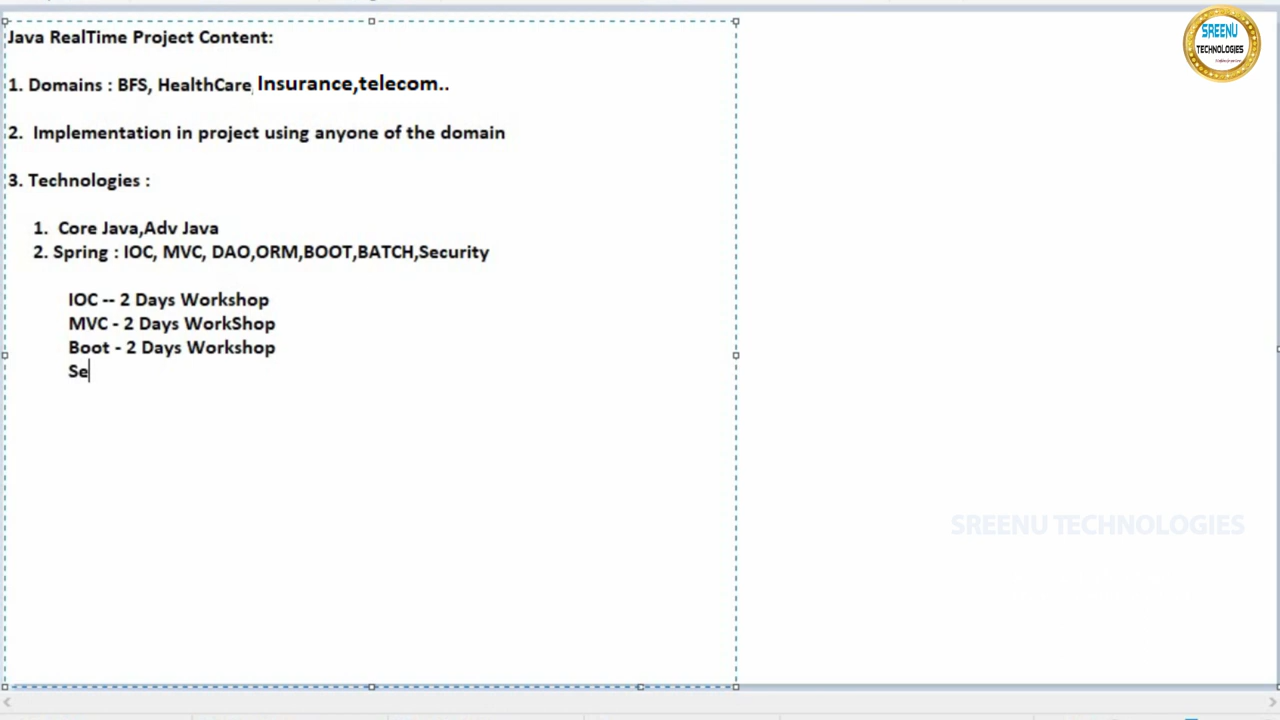 Java RealTime Project Content:
1. Domains : BFS, HealthCare, Insurance,telecom..
2.  Implementation in project using anyone of the domain
3. Technologies :
1.  Core Java,Adv Java
2. Spring : IOC, MVC, DAO,ORM,BOOT,BATCH,Security
IOC -- 2 Days Workshop
MVC - 2 Days WorkShop
Boot - 2 Days Workshop
Se
SREENU
TECHNOLOGIES
SREENU TECHNOLOGIES